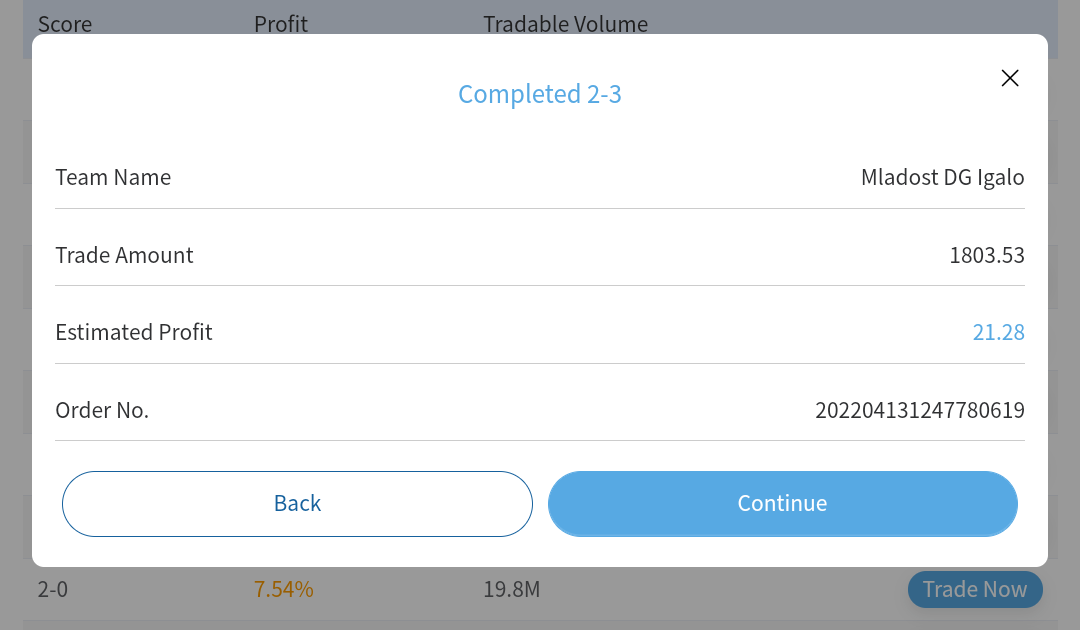 Score Profit Tradable Volume
Completed 2-3
Team Name Mladost DG Igalo
Trade Amount 1803.53
Estimated Profit 21.28
Order No. 202204131247780619
Back Continue
2-0 7.54% 19.8M Trade Now